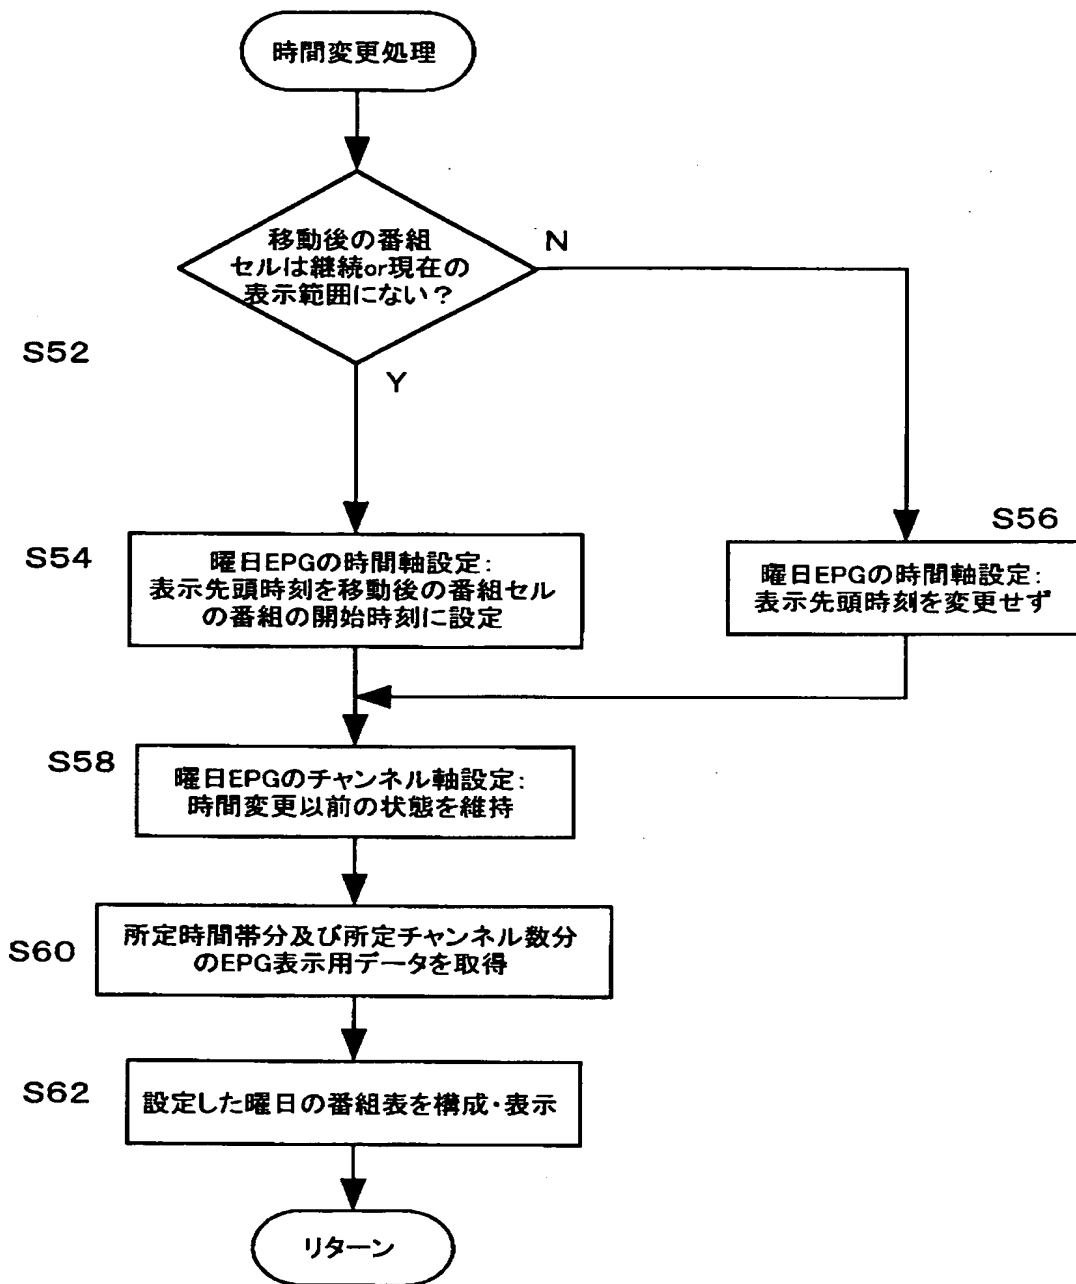 時間変更処理
移動後の番組
セルは継続or現在の
表示範囲にない？
N
S52
Y
S54
曜日EPGの時間軸設定：
表示先頭時刻を移動後の番組セル
の番組の開始時刻に設定
S56
曜日EPGの時間軸設定：
表示先頭時刻を変更せず
S58
曜日EPGのチャンネル軸設定：
時間変更以前の状態を維持
S60
所定時間帯分及び所定チャンネル数分
のEPG表示用データを取得
S62
設定した曜日の番組表を構成・表示
リターン